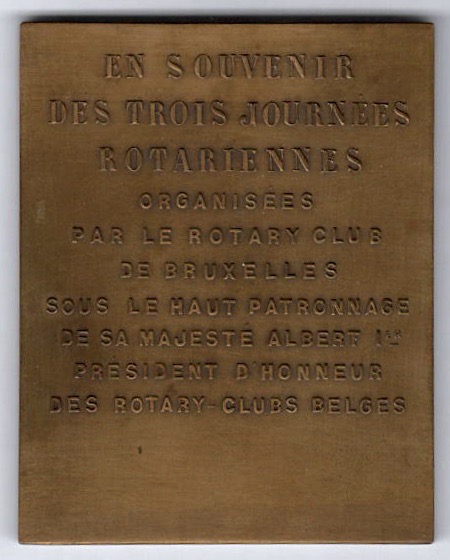 EN SOUVENIR
DES TROIS JOURNÉES
ROTARIENNES
ORGANISÉES
PAR LE ROTARY CLUB
DE BRUXELLES
SOUS LE HAUT PATRONNAGE
DE SA MAJESTÉ ALBERT IER
PRÉSIDENT D'HONNEUR
DES ROTARY-CLUBS BELGES